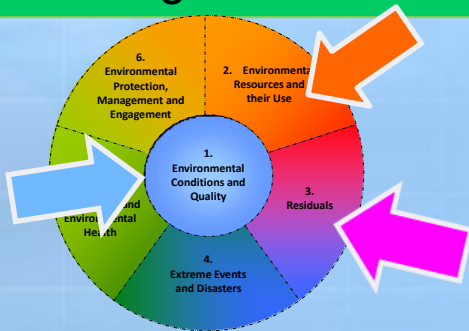 6.
Environmental
Protection,
Management and
Engagement
2. Environmental
Resources and
their Use
1.
Environmental
Conditions and
Quality
3.
Residuals
and
Environmental
Health
4.
Extreme Events
and Disasters